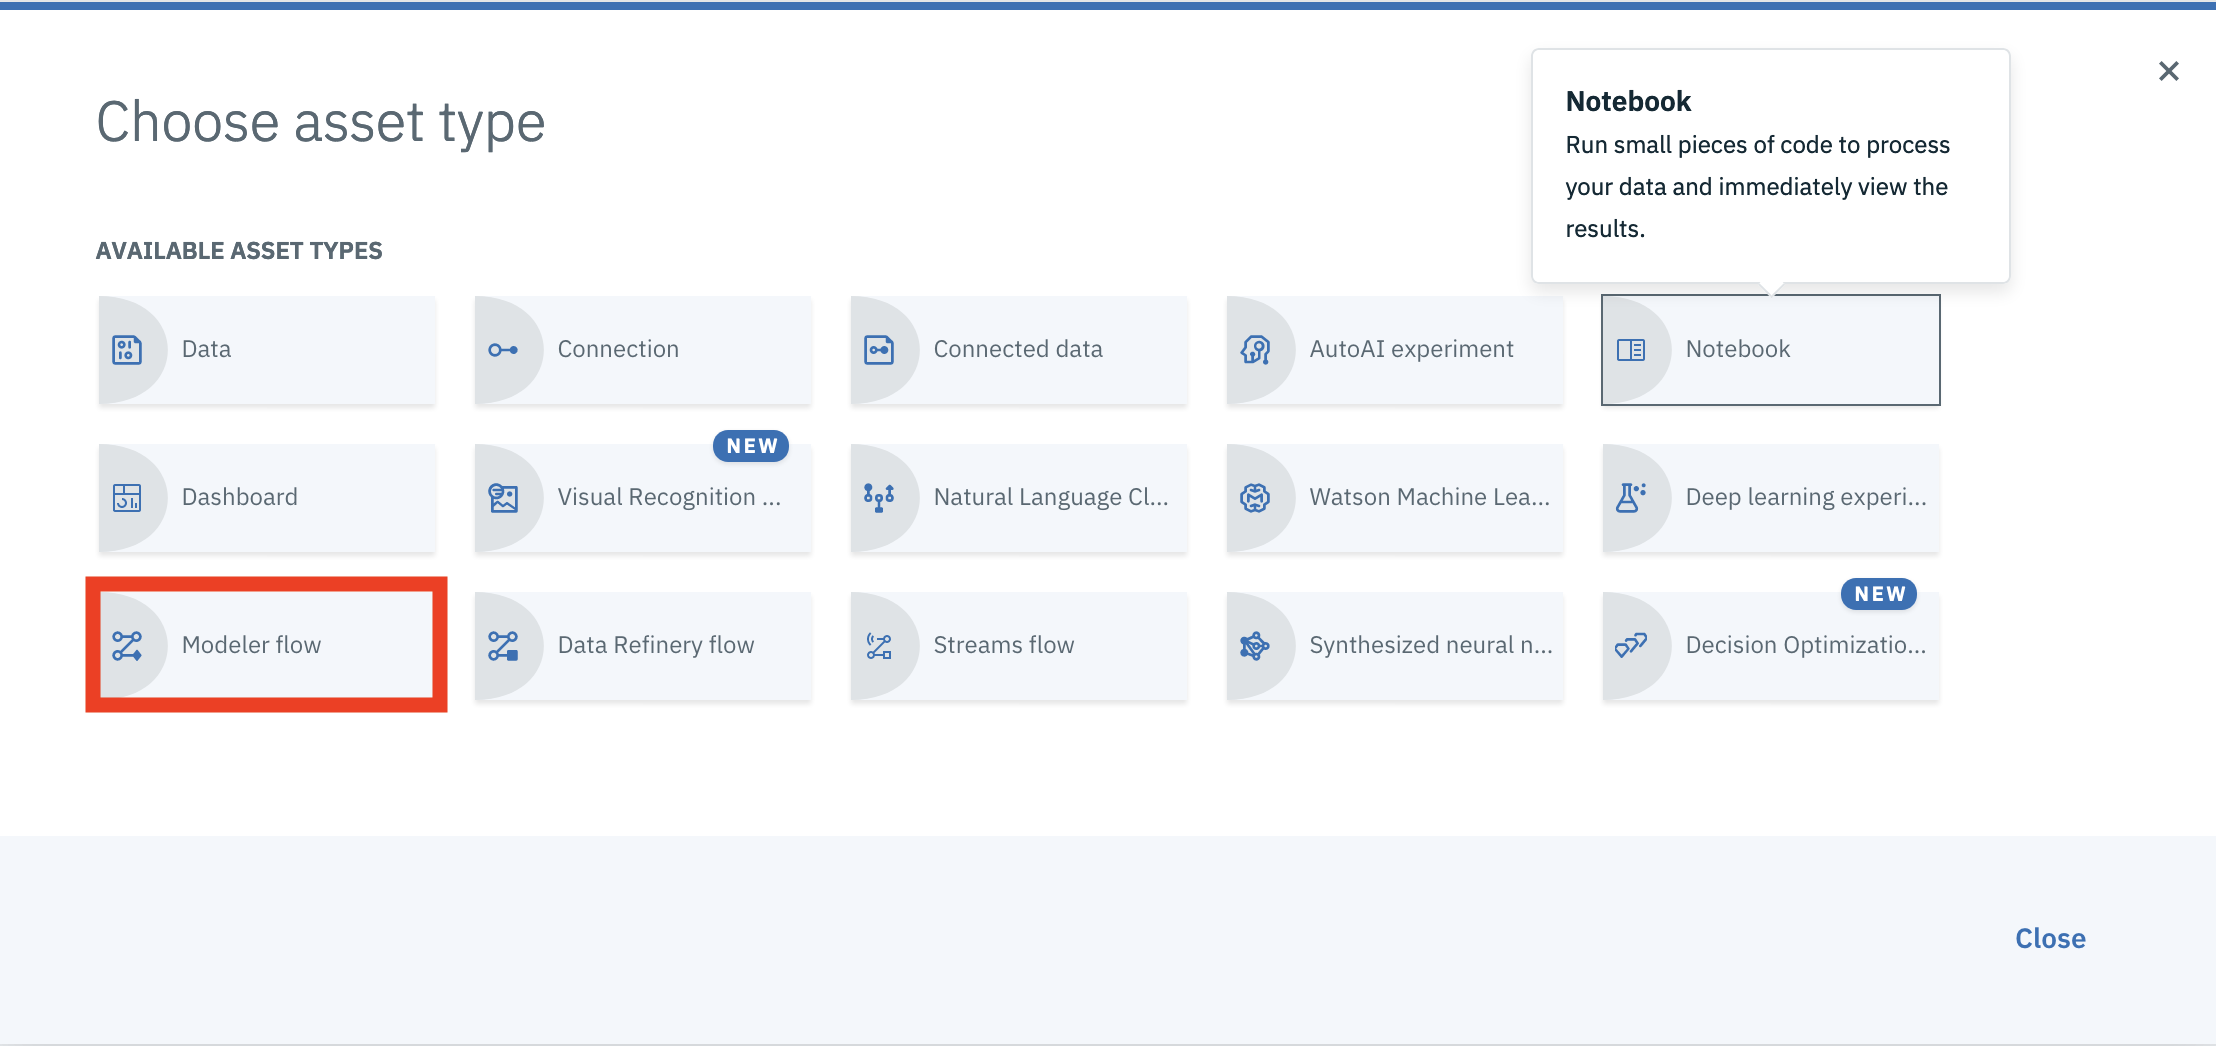 Choose asset type
Notebook
Run small pieces of code to process
your data and immediately view the
results.
AVAILABLE ASSET TYPES
Data
Connection
Connected data
AutoAI experiment
Notebook
Dashboard
NEW
Visual Recognition ...
Natural Language Cl...
Watson Machine Lea...
Deep learning experi...
Modeler flow
Data Refinery flow
Streams flow
Synthesized neural n...
NEW
Decision Optimizatio...
Close